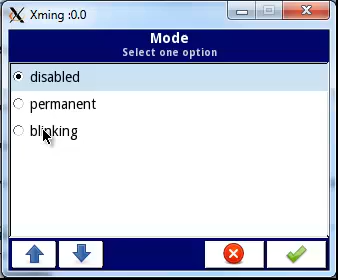 Xming :0.0
Mode
Select one option
disabled
permanent
blinking